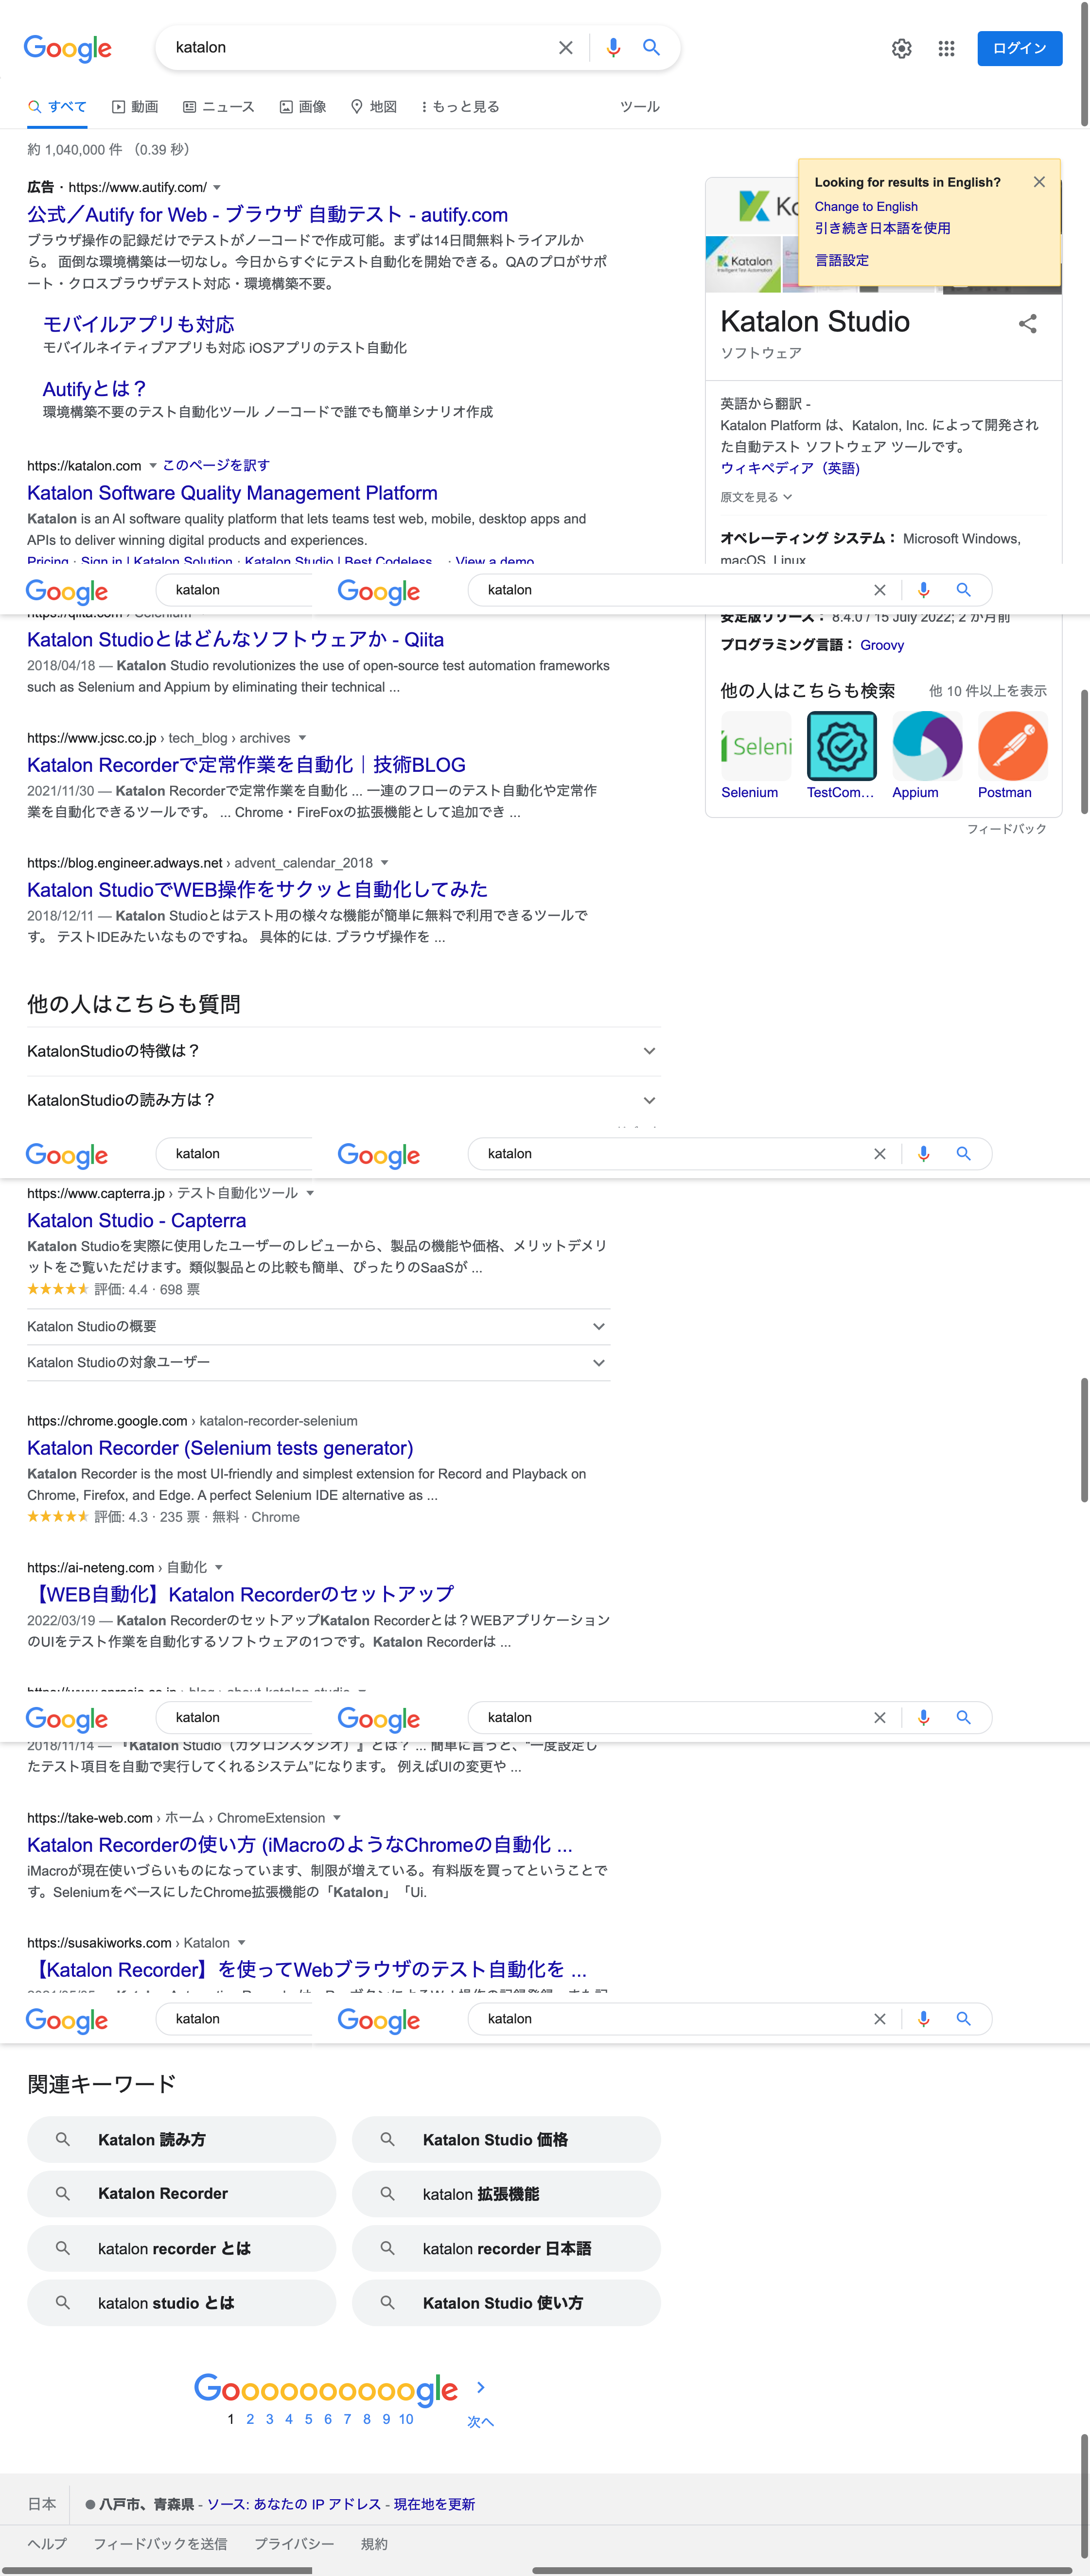 Google
katalon
ログイン
すべて
動画
ニュース
画像
地図
もっと見る
ツール
約 1,040,000 件 （0.39 秒）
広告 · https://www.autify.com/
公式／Autify for Web - ブラウザ 自動テスト - autify.com
ブラウザ操作の記録だけでテストがノーコードで作成可能。まずは14日間無料トライアルか
ら。 面倒な環境構築は一切なし。今日からすぐにテスト自動化を開始できる。QAのプロがサポ
ート・クロスブラウザテスト対応・環境構築不要。
モバイルアプリも対応
モバイルネイティブアプリも対応 iOSアプリのテスト自動化
Autifyとは？
環境構築不要のテスト自動化ツール ノーコードで誰でも簡単シナリオ作成
https://katalon.com
このページを訳す
Katalon Software Quality Management Platform
Katalon is an AI software quality platform that lets teams test web, mobile, desktop apps and
APIs to deliver winning digital products and experiences.
Pricing · Sign in | Katalon Solution · Katalon Studio | Best Codeless... · View a demo
Looking for results in English?
Change to English
引き続き日本語を使用
言語設定
Katalon
Katalon Studio
ソフトウェア
英語から翻訳 -
Katalon Platform は、Katalon, Inc. によって開発され
た自動テスト ソフトウェア ツールです。
ウィキペディア（英語）
原文を見る
オペレーティング システム： Microsoft Windows,
macOS, Linux
Google
katalon
Google
katalon
https://qiita.com › Selenium
Katalon Studioとはどんなソフトウェアか - Qiita
2018/04/18 — Katalon Studio revolutionizes the use of open-source test automation frameworks
such as Selenium and Appium by eliminating their technical ...
https://www.jcsc.co.jp › tech_blog › archives
Katalon Recorderで定常作業を自動化｜技術BLOG
2021/11/30 — Katalon Recorderで定常作業を自動化 ... 一連のフローのテスト自動化や定常作
業を自動化できるツールです。 ... Chrome・FireFoxの拡張機能として追加でき ...
https://blog.engineer.adways.net › advent_calendar_2018
Katalon StudioでWEB操作をサクッと自動化してみた
2018/12/11 — Katalon Studioとはテスト用の様々な機能が簡単に無料で利用できるツールで
す。 テストIDEみたいなものですね。 具体的には. ブラウザ操作を ...
他の人はこちらも質問
KatalonStudioの特徴は？
KatalonStudioの読み方は？
安定版リリース： 8.4.0 / 15 July 2022; 2 か月前
プログラミング言語： Groovy
他の人はこちらも検索
他 10 件以上を表示
Seleni
Selenium
TestCom...
Appium
Postman
フィードバック
Google
katalon
Google
katalon
https://www.capterra.jp › テスト自動化ツール
Katalon Studio - Capterra
Katalon Studioを実際に使用したユーザーのレビューから、製品の機能や価格、メリットデメリ
ットをご覧いただけます。類似製品との比較も簡単、ぴったりのSaaSが ...
評価: 4.4 · 698 票
Katalon Studioの概要
Katalon Studioの対象ユーザー
https://chrome.google.com › katalon-recorder-selenium
Katalon Recorder (Selenium tests generator)
Katalon Recorder is the most UI-friendly and simplest extension for Record and Playback on
Chrome, Firefox, and Edge. A perfect Selenium IDE alternative as ...
評価: 4.3 · 235 票 · 無料 · Chrome
https://ai-neteng.com › 自動化
【WEB自動化】Katalon Recorderのセットアップ
2022/03/19 — Katalon RecorderのセットアップKatalon Recorderとは？WEBアプリケーション
のUIをテスト作業を自動化するソフトウェアの1つです。Katalon Recorderは ...
Google
katalon
Google
katalon
2018/11/14 — 『Katalon Studio（カタロンスタジオ）』とは？ ... 簡単に言うと、“一度設定し
たテスト項目を自動で実行してくれるシステム”になります。 例えばUIの変更や ...
https://take-web.com › ホーム › ChromeExtension
Katalon Recorderの使い方 (iMacroのようなChromeの自動化 ...
iMacroが現在使いづらいものになっています、制限が増えている。有料版を買ってということで
す。SeleniumをベースにしたChrome拡張機能の「Katalon」「Ui.
https://susakiworks.com › Katalon
【Katalon Recorder】を使ってWebブラウザのテスト自動化を ...
Google
katalon
Google
katalon
関連キーワード
Katalon 読み方
Katalon Studio 価格
Katalon Recorder
katalon 拡張機能
katalon recorder とは
katalon recorder 日本語
katalon studio とは
Katalon Studio 使い方
Goooooooooogle
1 2 3 4 5 6 7 8 9 10
次へ
日本
八戸市、青森県 - ソース: あなたの IP アドレス - 現在地を更新
ヘルプ
フィードバックを送信
プライバシー
規約